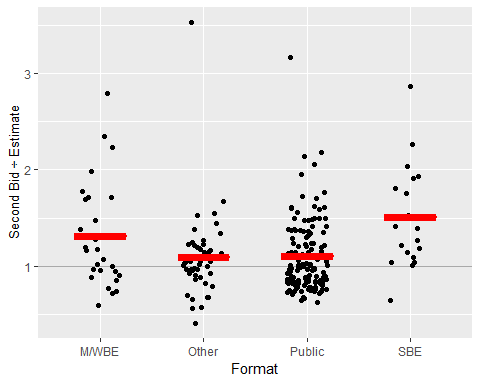 Second Bid ÷ Estimate
3
2
1
M/WBE Other Public SBE
Format